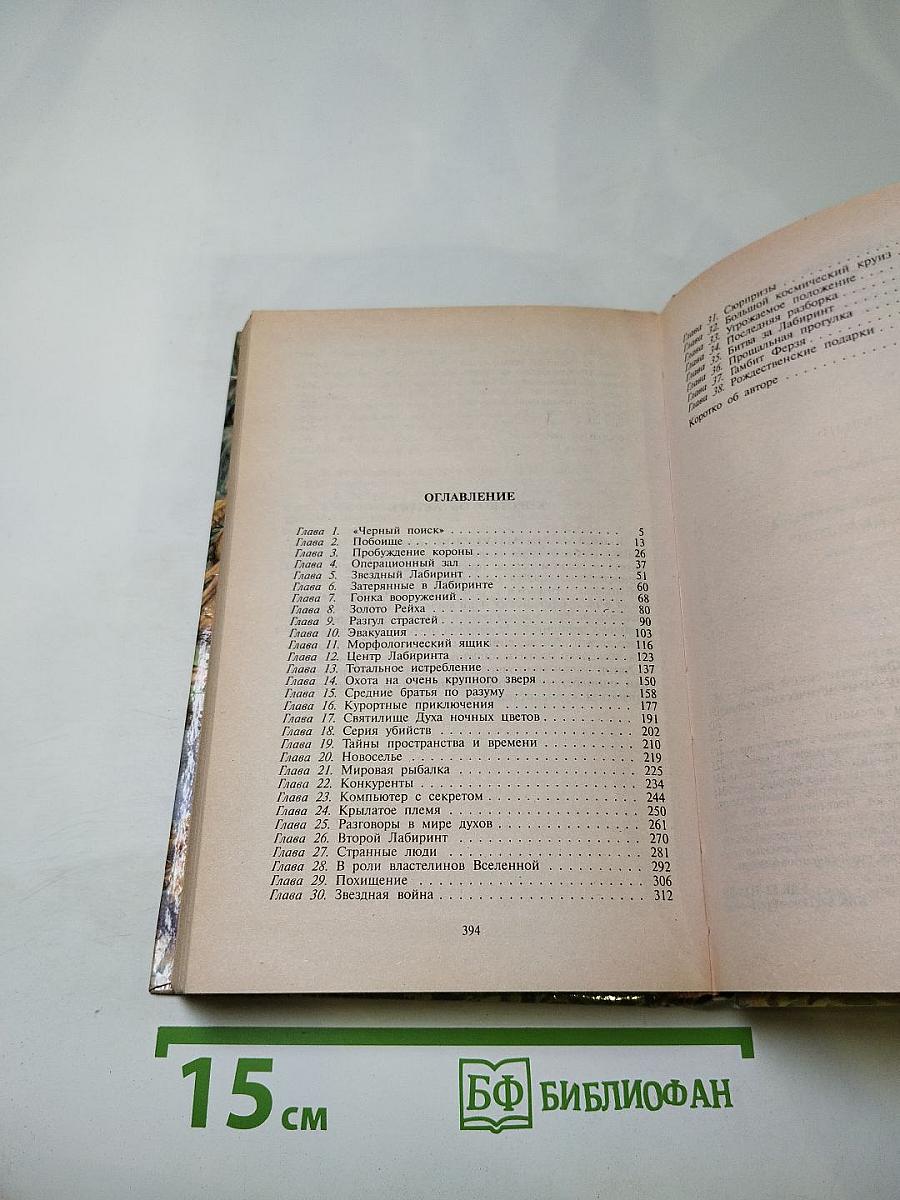 ОГЛАВЛЕНИЕ
Глава 1. «Черный поиск» . . . . . . . . . . . . . . . . . . . . 5
Глава 2. Побоище . . . . . . . . . . . . . . . . . . . . 13
Глава 3. Пробуждение короны . . . . . . . . . . . . . . . . . . 26
Глава 4. Операционный зал . . . . . . . . . . . . . . . . . . 37
Глава 5. Звездный Лабиринт . . . . . . . . . . . . . . . . . . 51
Глава 6. Затерянные в Лабиринте . . . . . . . . . . . . . . . 60
Глава 7. Гонка вооружений . . . . . . . . . . . . . . . . . . 68
Глава 8. Золото Рейха . . . . . . . . . . . . . . . . . . 80
Глава 9. Разгул страстей . . . . . . . . . . . . . . . . . . 90
Глава 10. Эвакуация . . . . . . . . . . . . . . . . . . 103
Глава 11. Морфологический ящик . . . . . . . . . . . . . . . 116
Глава 12. Центр Лабиринта . . . . . . . . . . . . . . . . . . 123
Глава 13. Тотальное истребление . . . . . . . . . . . . . . . 137
Глава 14. Охота на очень крупного зверя . . . . . . . . . . 150
Глава 15. Средние братья по разуму . . . . . . . . . . . . 158
Глава 16. Курортные приключения . . . . . . . . . . . . . . 177
Глава 17. Святилище Духа ночных цветов . . . . . . . . . . 191
Глава 18. Серия убийств . . . . . . . . . . . . . . . . . . 202
Глава 19. Тайны пространства и времени . . . . . . . . . . 210
Глава 20. Новоселье . . . . . . . . . . . . . . . . . . 219
Глава 21. Мировая рыбалка . . . . . . . . . . . . . . . . . . 225
Глава 22. Конкуренты . . . . . . . . . . . . . . . . . . 234
Глава 23. Компьютер с секретом . . . . . . . . . . . . . . . 244
Глава 24. Крылатое племя . . . . . . . . . . . . . . . . . . 250
Глава 25. Разговоры в мире духов . . . . . . . . . . . . . . 261
Глава 26. Второй Лабиринт . . . . . . . . . . . . . . . . . . 270
Глава 27. Странные люди . . . . . . . . . . . . . . . . . . 281
Глава 28. В роли властелинов Вселенной . . . . . . . . . . 292
Глава 29. Похищение . . . . . . . . . . . . . . . . . . 306
Глава 30. Звездная война . . . . . . . . . . . . . . . . . . 312
394
Глава 31. Сюрпризы . . . . . . . .
Глава 32. Большой космический круиз .
Глава 33. Угрожаемое положение . . .
Глава 34. Последняя разборка . . . .
Глава 35. Битва за Лабиринт . . . .
Глава 36. Прощальная прогулка . . .
Глава 37. Гамбит Ферзя . . . . . .
Глава 38. Рождественские подарки . .
Коротко об авторе . . . . . . . .
15 см
БФ БИБЛИОФАН